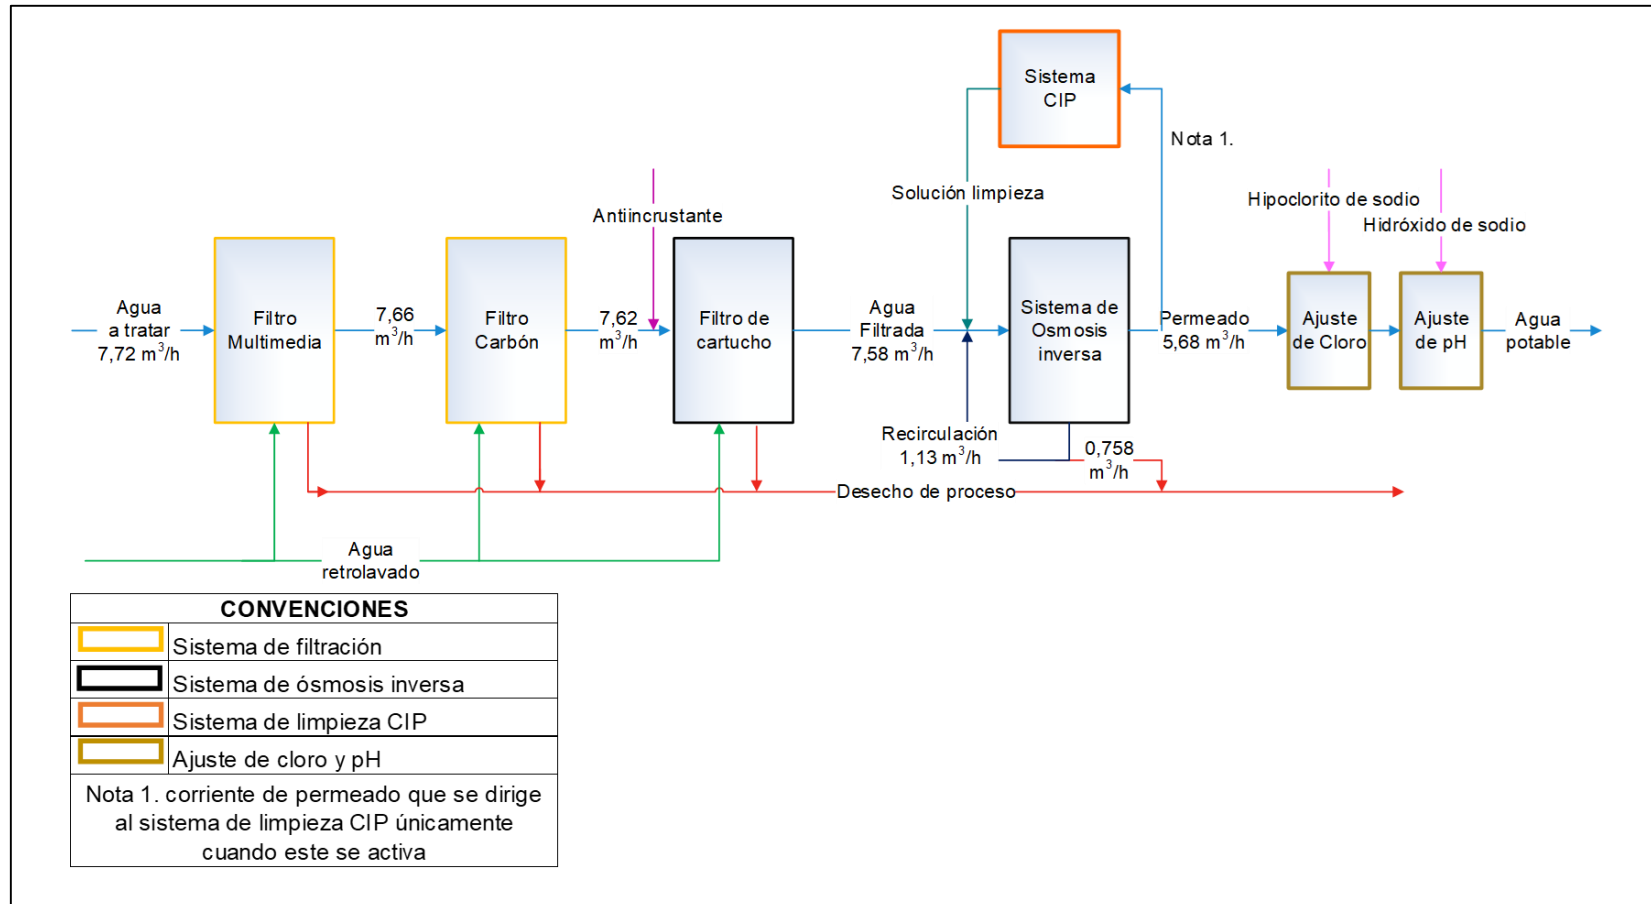 Sistema
CIP
Nota 1.
Solución limpieza
Hipoclorito de sodio
Antiincrustante
Hidróxido de sodio
Agua
a tratar
7,72 m³/h
Filtro
Multimedia
7,66
m³/h
Filtro
Carbón
7,62
m³/h
Filtro de
cartucho
Agua
Filtrada
7,58 m³/h
Sistema de
Osmosis
inversa
Permeado
5,68 m³/h
Ajuste
de Cloro
Ajuste
de pH
Agua
potable
Recirculación
1,13 m³/h
0,758
m³/h
Desecho de proceso
Agua
retrolavado
CONVENCIONES
Sistema de filtración
Sistema de ósmosis inversa
Sistema de limpieza CIP
Ajuste de cloro y pH
Nota 1. corriente de permeado que se dirige
al sistema de limpieza CIP únicamente
cuando este se activa